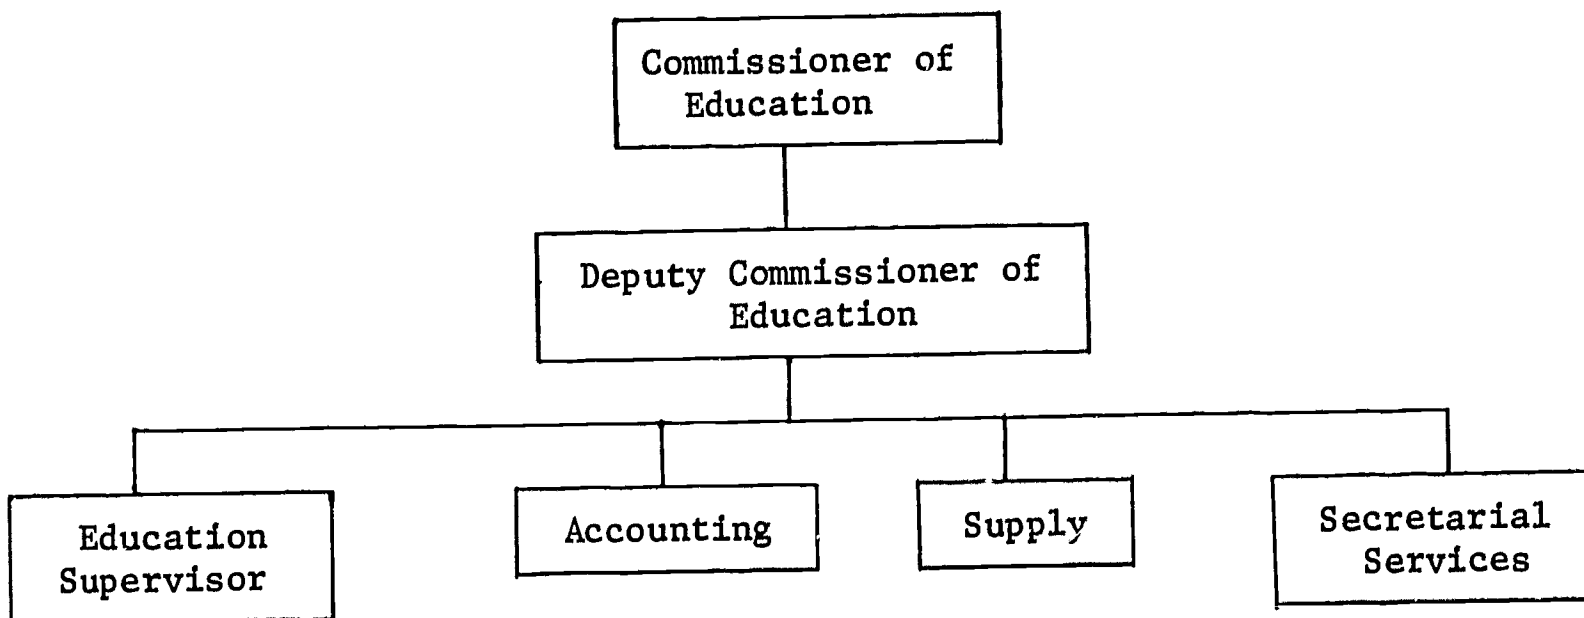 Commissioner of
Education
Deputy Commissioner of
Education
Education
Supervisor
Accounting
Supply
Secretarial
Services